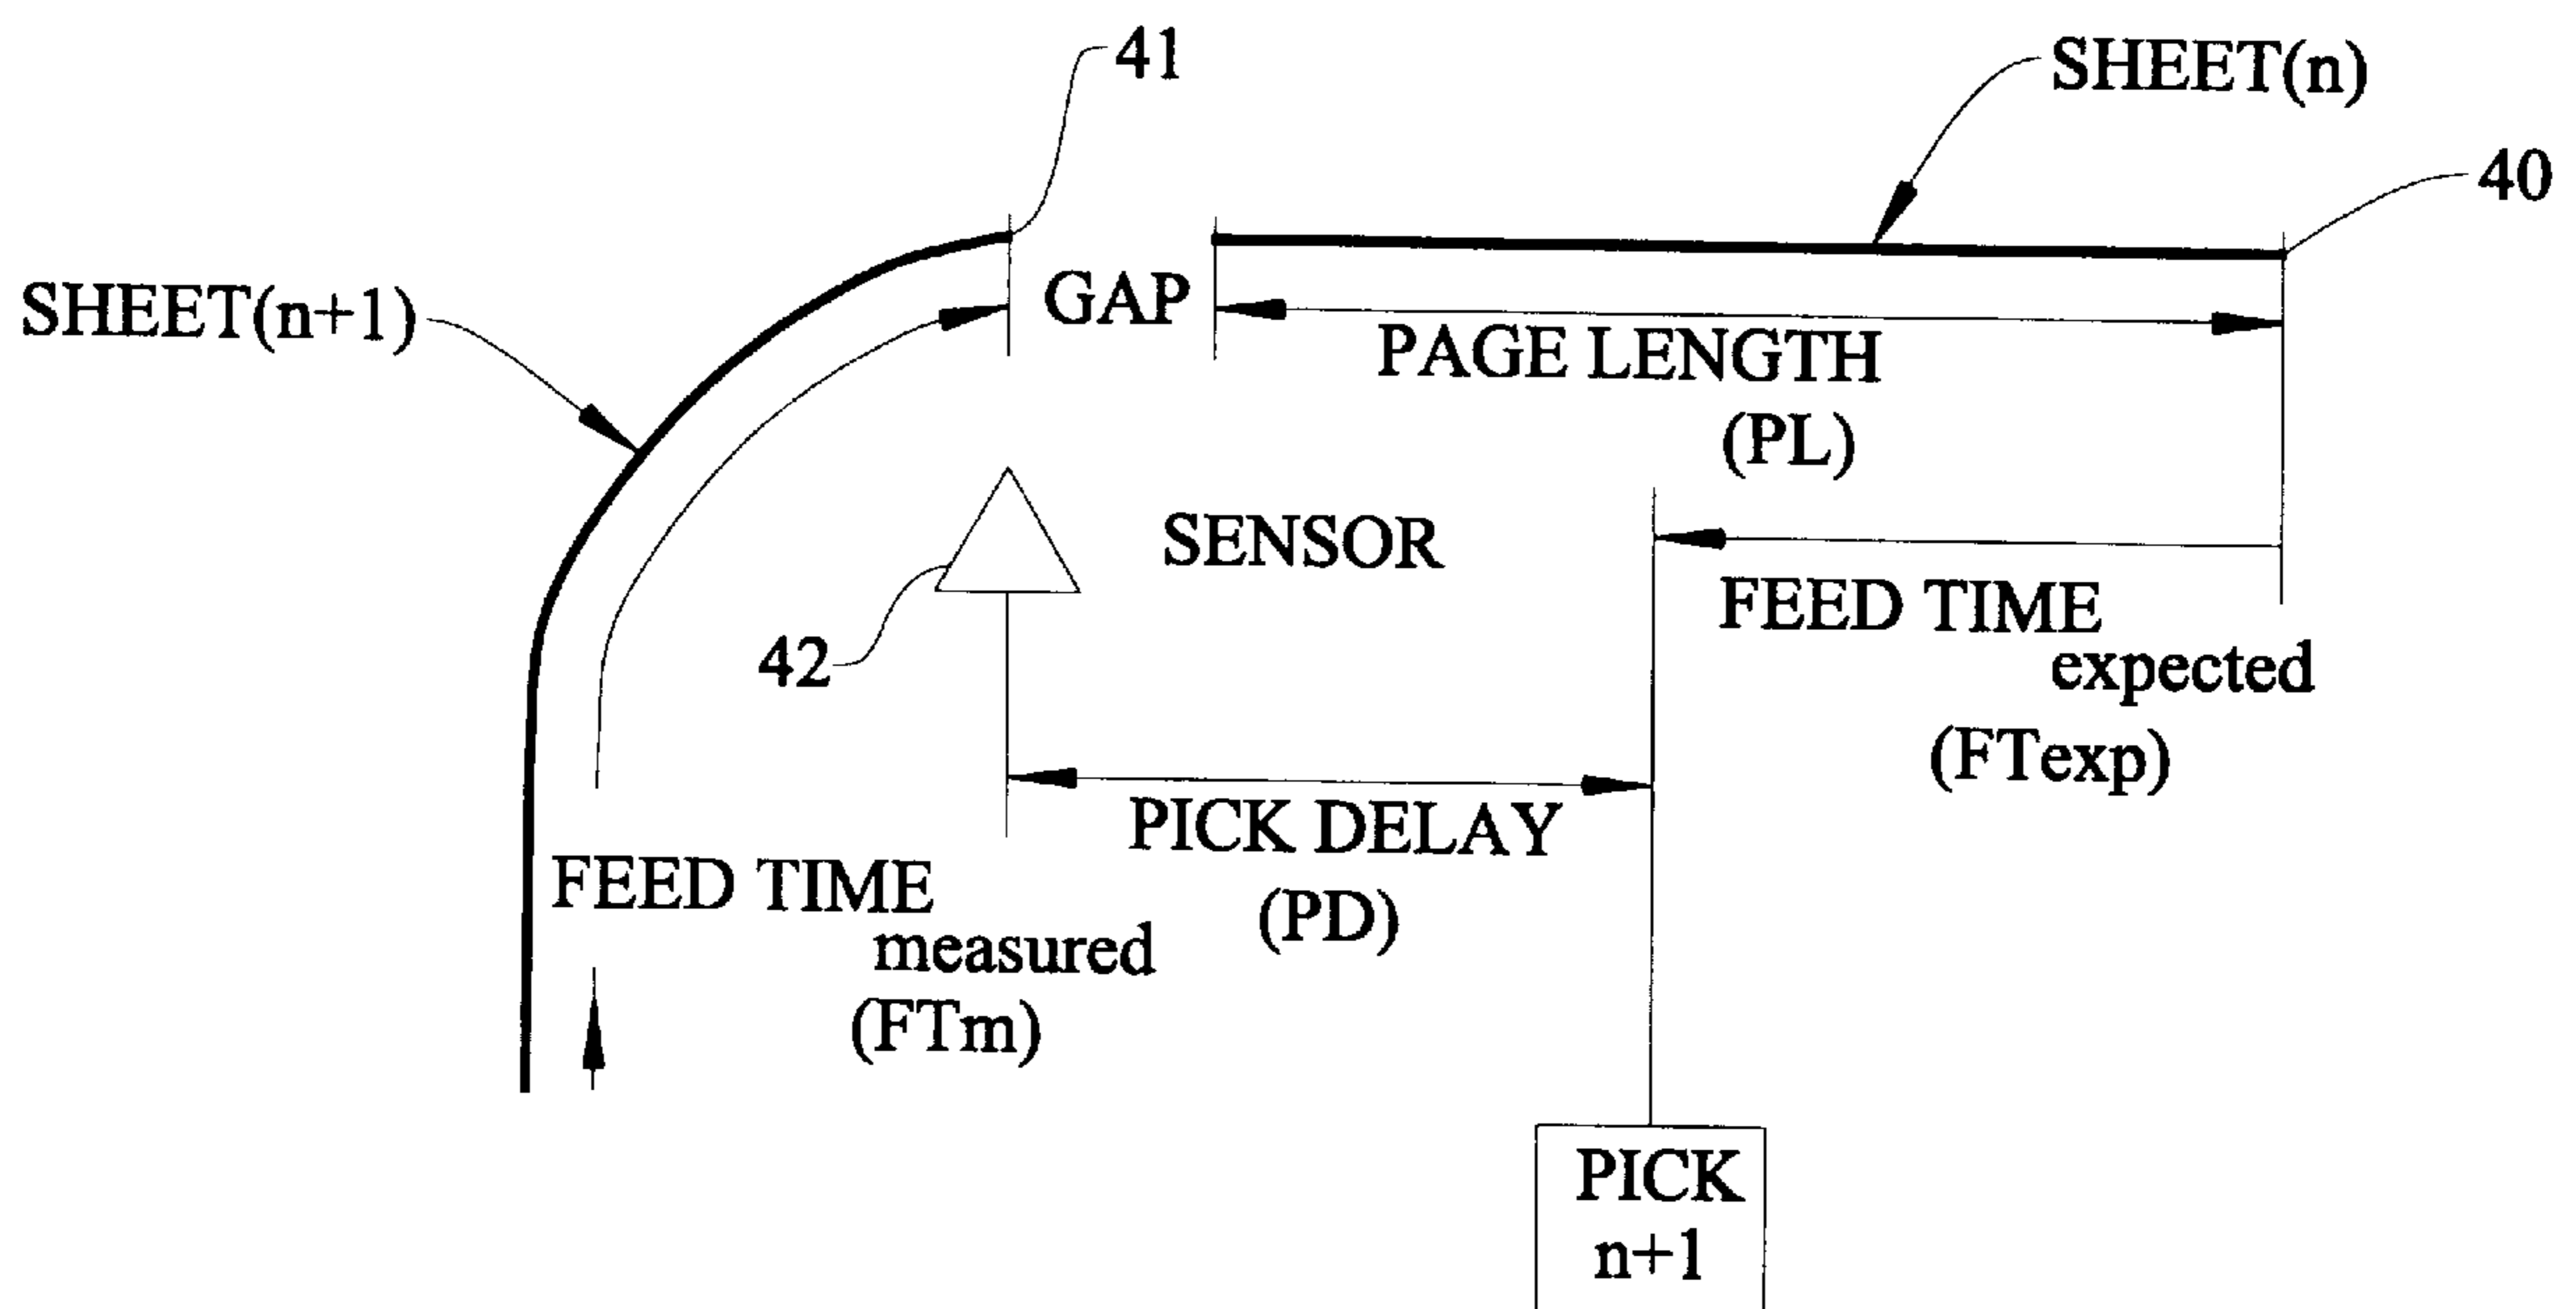 41
SHEET(n)
40
SHEET(n+1)
GAP
PAGE LENGTH
(PL)
SENSOR
42
FEED TIME
expected
(FTexp)
PICK DELAY
(PD)
FEED TIME
measured
(FTm)
PICK
n+1